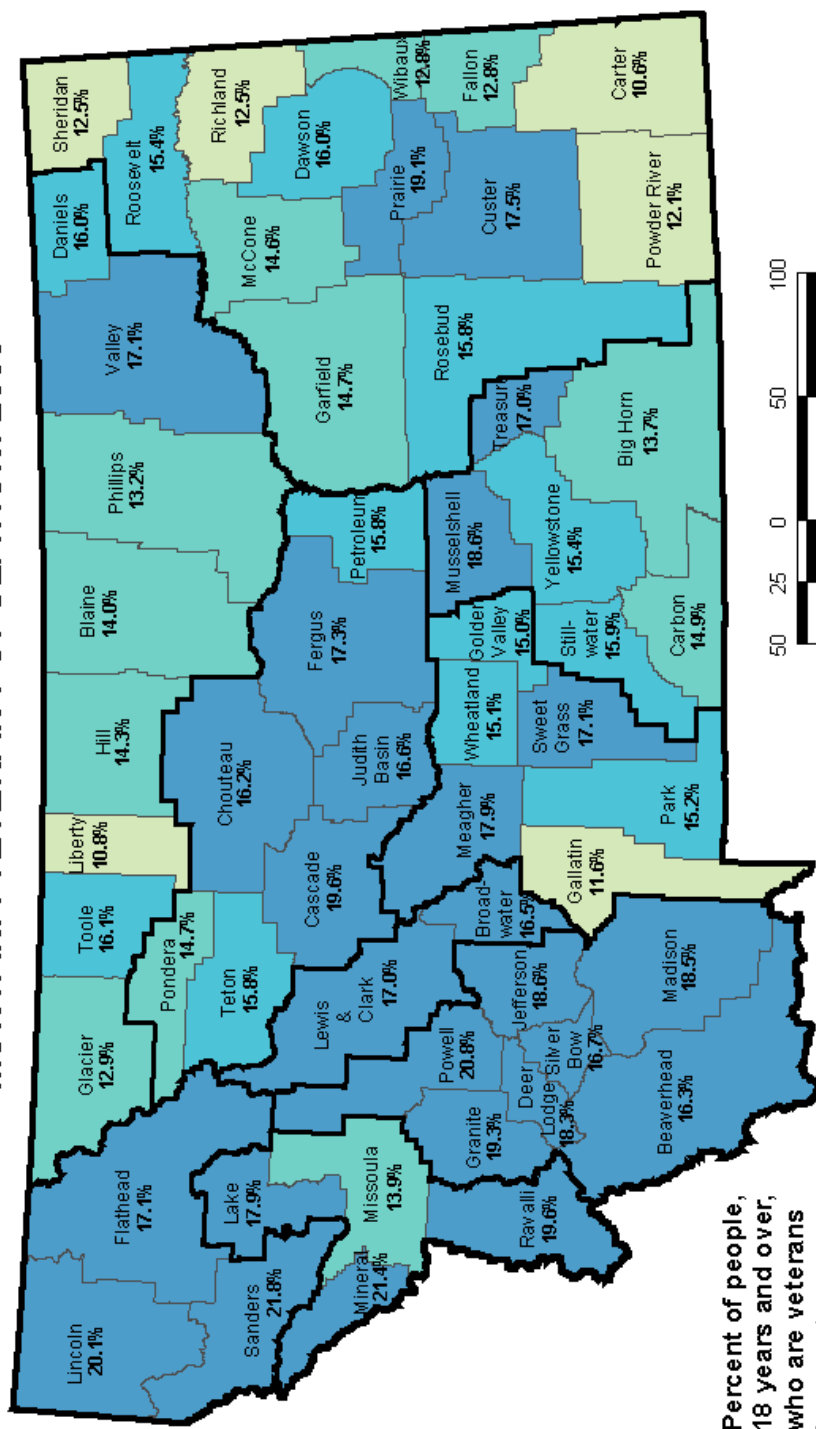 Lincoln
20.1%
Flathead
17.1%
Glacier
12.9%
Toole
16.1%
Liberty
10.8%
Hill
14.3%
Blaine
14.0%
Phillips
13.2%
Valley
17.1%
Daniels
16.0%
Sheridan
12.5%
Roosevelt
15.4%
Sanders
21.8%
Lake
17.9%
Pondera
14.7%
Teton
15.8%
Chouteau
16.2%
Richland
12.5%
McCone
14.6%
Garfield
14.7%
Dawson
16.0%
Wibaux
12.8%
Prairie
19.1%
Mineral
21.4%
Missoula
13.9%
Lewis
&
Clark
17.0%
Cascade
19.6%
Judith
Basin
16.6%
Fergus
17.3%
Petroleum
15.8%
Powell
20.8%
Granite
19.3%
Ravalli
19.6%
Deer
Lodge
18.3%
Silver
Bow
16.7%
Jefferson
18.6%
Broad-
water
16.5%
Meagher
17.9%
Wheatland
15.1%
Golden
Valley
15.0%
Musselshell
18.6%
Rosebud
15.8%
Treasure
17.0%
Custer
17.5%
Fallon
12.8%
Beaverhead
16.3%
Madison
18.5%
Gallatin
11.6%
Park
15.2%
Sweet
Grass
17.1%
Still-
water
15.9%
Yellowstone
15.4%
Carbon
14.9%
Big Horn
13.7%
Powder River
12.1%
Carter
10.6%
Percent of people,
18 years and over,
who are veterans
50
25
0
50
100